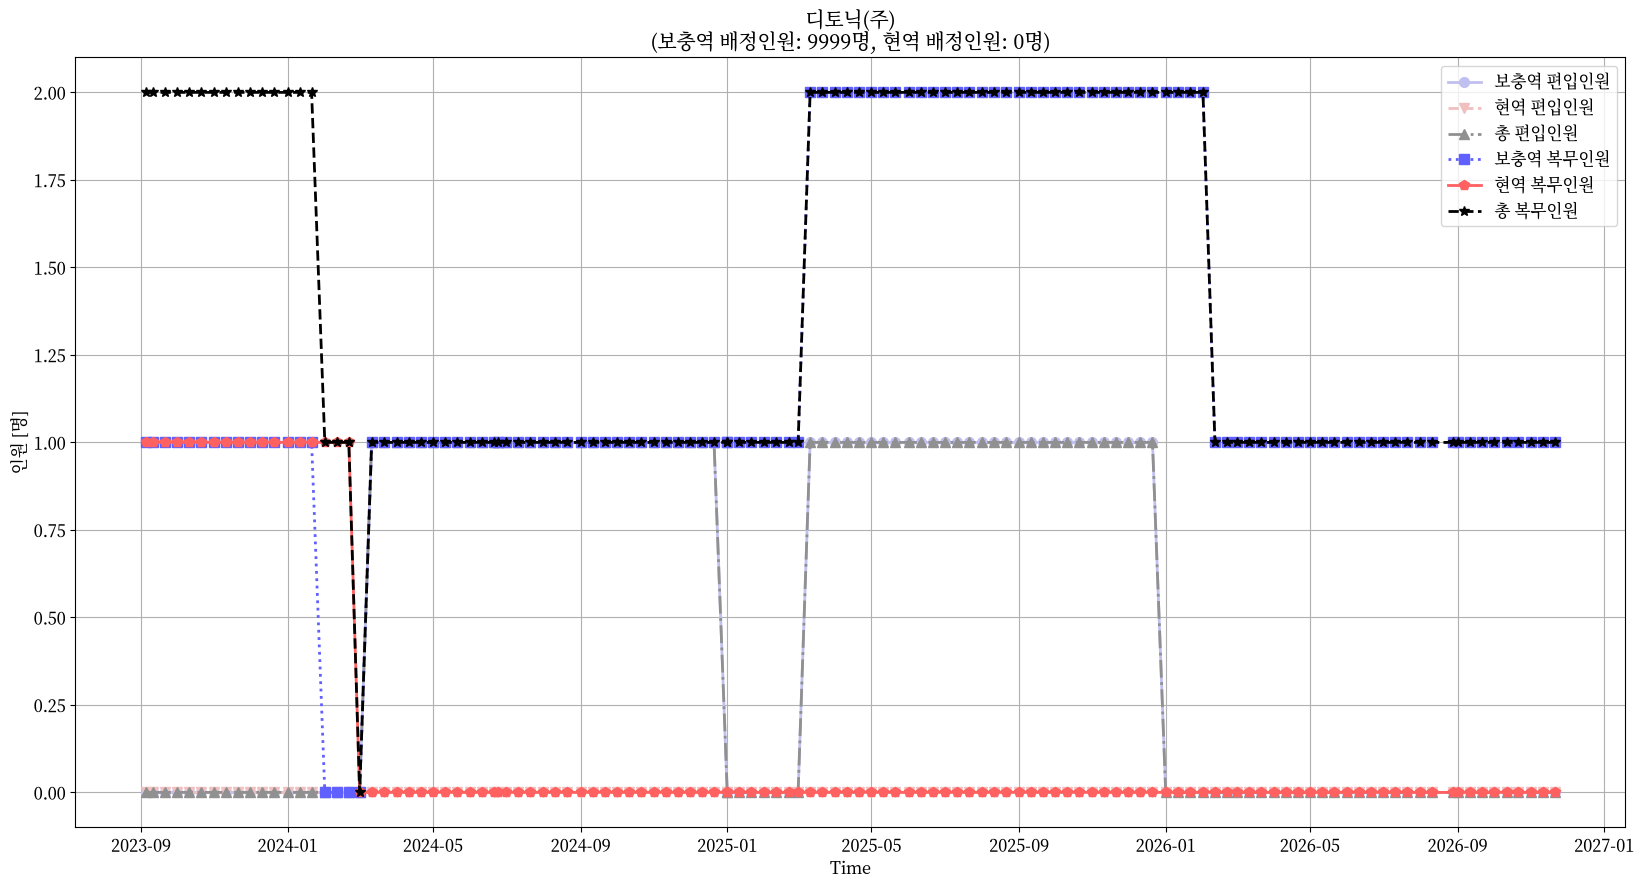 디토닉(주)
(보충역 배정인원: 9999명, 현역 배정인원: 0명)
인원 [명]
2.00
1.75
1.50
1.25
1.00
0.75
0.50
0.25
0.00
보충역 편입인원
현역 편입인원
총 편입인원
보충역 복무인원
현역 복무인원
총 복무인원
2023-09
2024-01
2024-05
2024-09
2025-01
2025-05
2025-09
2026-01
2026-05
2026-09
2027-01
Time